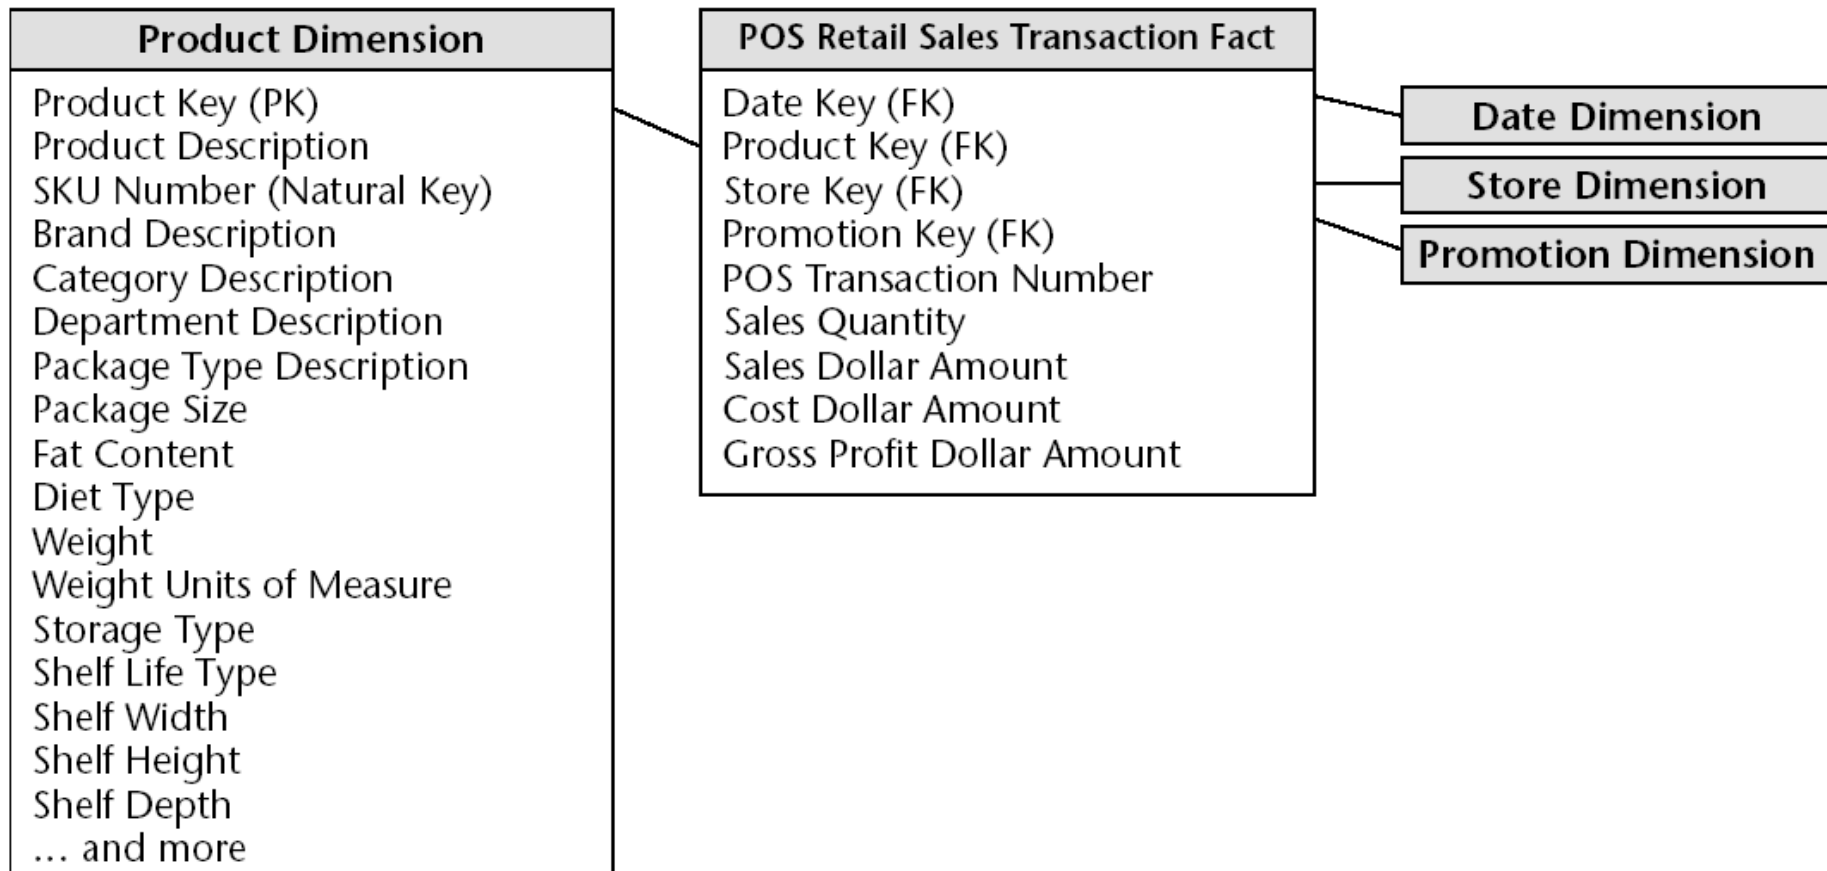 Product Dimension
Product Key (PK)
Product Description
SKU Number (Natural Key)
Brand Description
Category Description
Department Description
Package Type Description
Package Size
Fat Content
Diet Type
Weight
Weight Units of Measure
Storage Type
Shelf Life Type
Shelf Width
Shelf Height
Shelf Depth
... and more
POS Retail Sales Transaction Fact
Date Key (FK)
Product Key (FK)
Store Key (FK)
Promotion Key (FK)
POS Transaction Number
Sales Quantity
Sales Dollar Amount
Cost Dollar Amount
Gross Profit Dollar Amount
Date Dimension
Store Dimension
Promotion Dimension